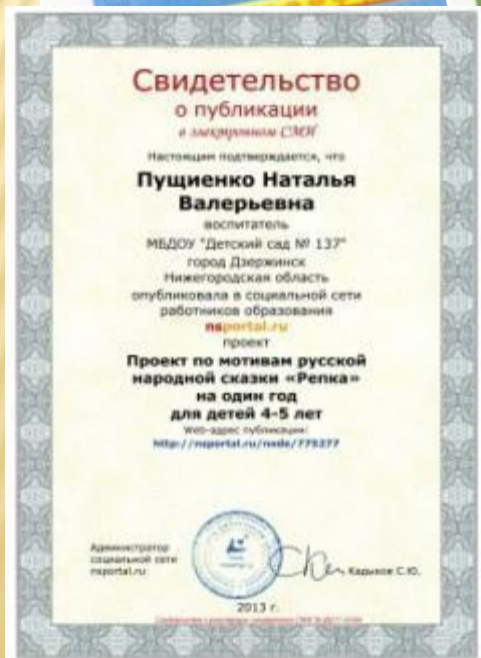 Свидетельство
о публикации
в электронном СМИ
Настоящим подтверждается, что
Пущиенко Наталья
Валерьевна
воспитатель
МБДОУ "Детский сад № 137"
город Дзержинск
Нижегородская область
опубликовала в социальной сети
работников образования
nsportal.ru
проект
Проект по мотивам русской
народной сказки «Репка»
на один год
для детей 4-5 лет
Web-адрес публикации:
http://nsportal.ru/node/775277
Администратор
социальной сети
nsportal.ru
Кадыков С.Ю.
2013 г.